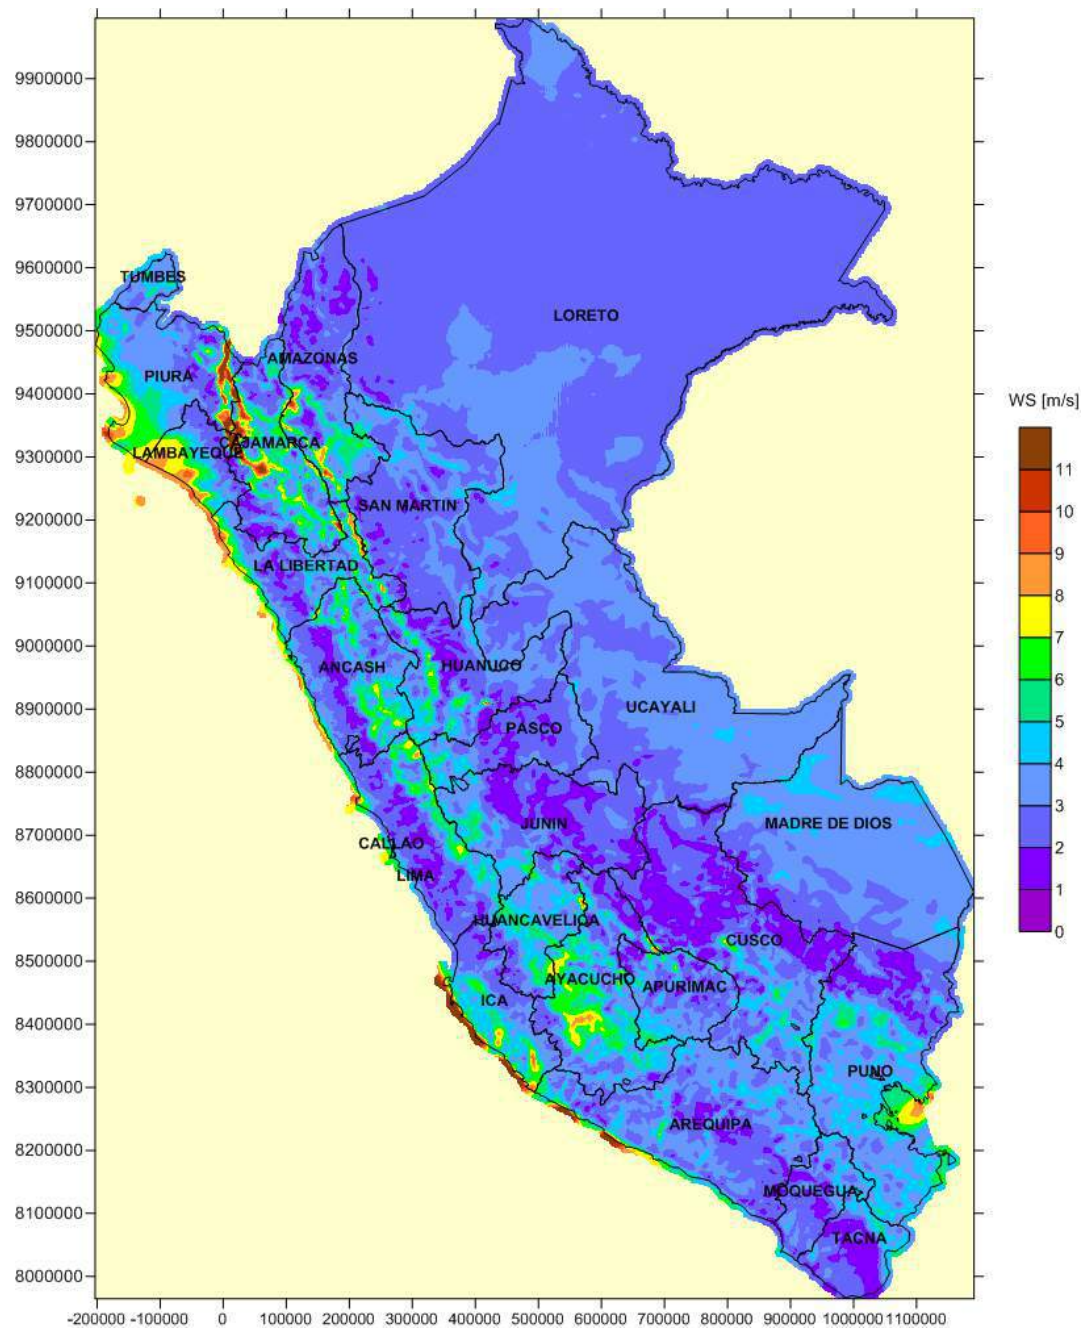 9900000
9800000
9700000
9600000
TUMBES
LORETO
9500000
AMAZONAS
PIURA
9400000
WS [m/s]
CAJAMARCA
LAMBAYEQUE
9300000
11
SAN MARTIN
10
9200000
9
LA LIBERTAD
8
9100000
7
9000000
ANCASH
HUANUCO
6
UCAYALI
8900000
PASCO
5
4
8800000
3
JUNIN
MADRE DE DIOS
8700000
CALLAO
2
LIMA
1
8600000
HUANCAVELICA
0
CUSCO
8500000
AYACUCHO
APURIMAC
ICA
8400000
PUNO
8300000
AREQUIPA
8200000
MOQUEGUA
8100000
TACNA
8000000
-200000 -100000 0 100000 200000 300000 400000 500000 600000 700000 800000 900000 1000000 1100000